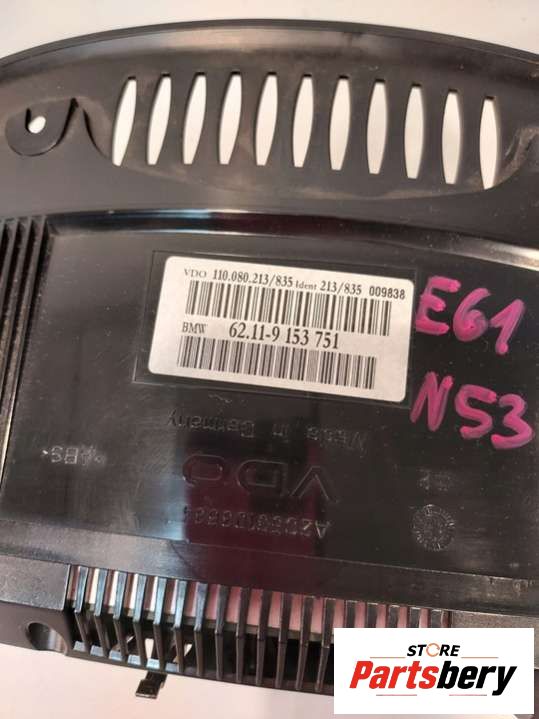 VDO 110.080.213/835 Ident 213/835 009838
BMW 62.11-9 153 751
E61
N53
Made in Germany
VDO
>ABS<
STORE
Partsbery